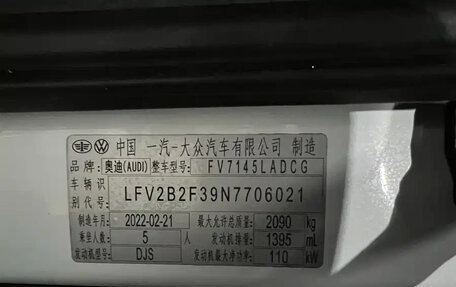 中国 一汽-大众汽车有限公司 制造
品牌: 奥迪(AUDI) 整车型号: FV7145LADCG
车辆识别代号: LFV2B2F39N7706021
制造年月: 2022-02-21 最大允许总质量: 2090 kg
乘坐人数: 5 人 发动机排量: 1395 mL
发动机型号: DJS 发动机最大净功率: 110 kW